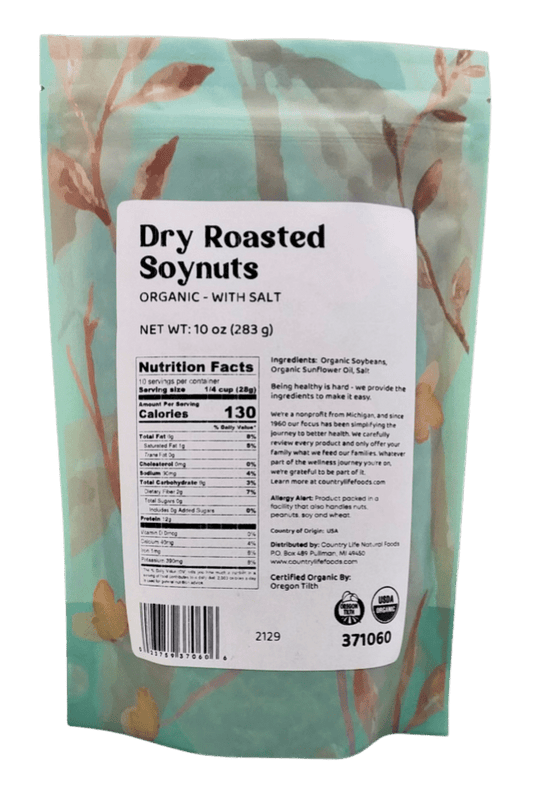 Dry Roasted
Soynuts
ORGANIC - WITH SALT
NET WT: 10 oz (283 g)
Nutrition Facts
10 servings per container
Serving size 1/4 cup (28g)
Amount Per Serving
Calories 130
% Daily Value*
Total Fat 6%
Saturated Fat 1g 5%
Trans Fat 0g
Cholesterol 0mg 0%
Sodium 4%
Total Carbohydrate 3%
Dietary Fiber 2g 7%
Total Sugars 0g
Includes 0g Added Sugars 0%
Protein 12g
Vitamin D 0mcg 0%
Calcium 4%
Iron 1mg 6%
Potassium 8%
Ingredients: Organic Soybeans,
Organic Sunflower Oil, Salt
Being healthy is hard - we provide the
ingredients to make it easy.
We're a nonprofit from Michigan, and since
1960 our focus has been simplifying the
journey to better health. We carefully
review every product and only offer your
family what we feed our families. Whatever
part of the wellness journey you're on,
we're grateful to be part of it.
Learn more at countrylifefoods.com
Allergy Alert: Product packed in a
facility that also handles nuts,
peanuts, soy and wheat.
Country of Origin: USA
Distributed by: Country Life Natural Foods
P.O. Box 489 Pullman, MI 49450
www.countrylifefoods.com
Certified Organic By:
Oregon Tilth
OREGON
TILTH
USDA
ORGANIC
2129
371060